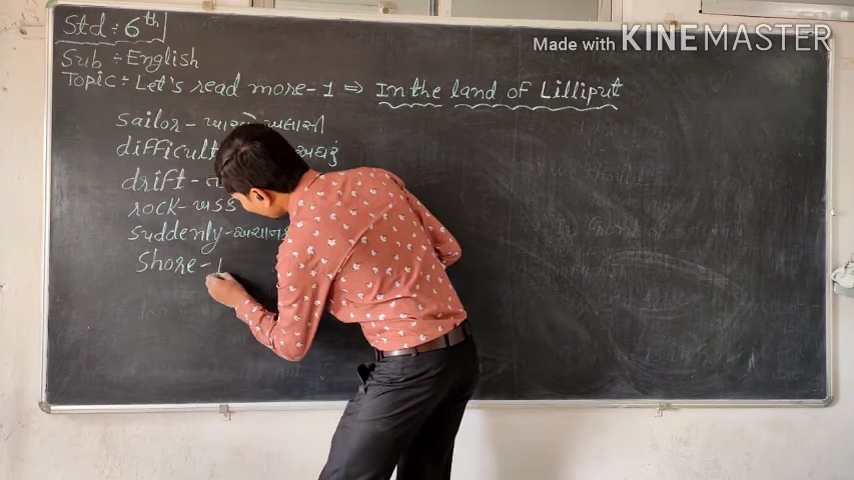 Std ÷ 6th
Made with KINEMASTER
Sub ÷ English
Topic ÷ Let's read more-1 ⇒ In the land of Lilliput
sailor -
difficult
drift -
rock - ખડક
suddenly - અચાનક
Shore -